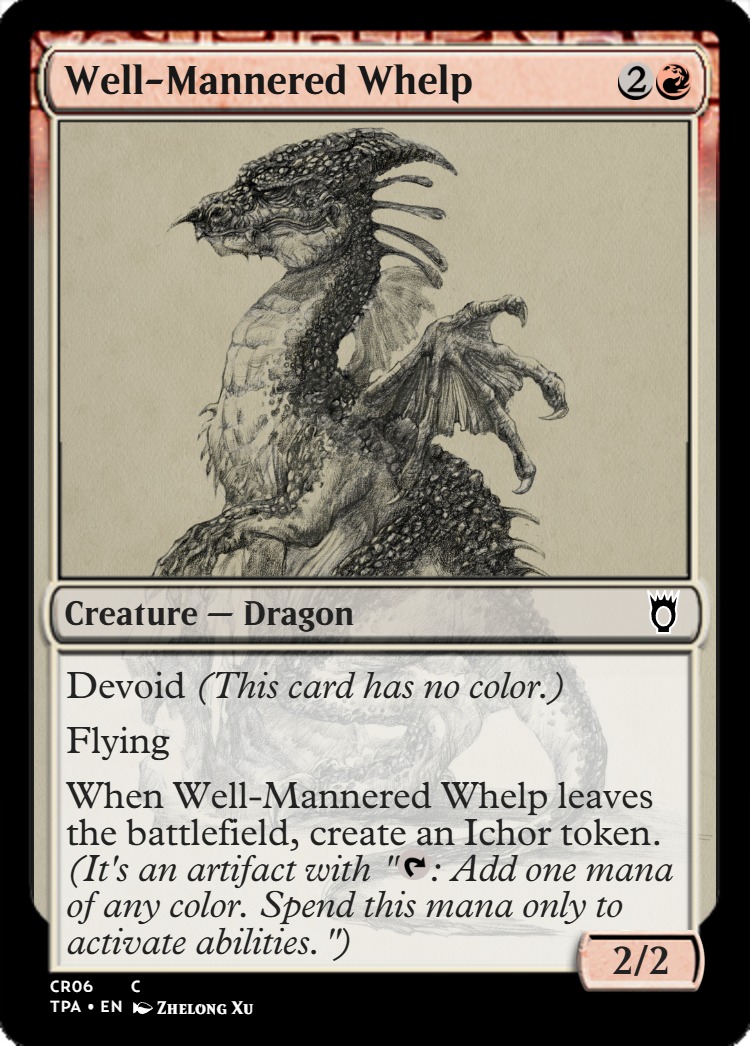 Well-Mannered Whelp 2
Creature — Dragon
Devoid (This card has no color.)
Flying
When Well-Mannered Whelp leaves
the battlefield, create an Ichor token.
(It's an artifact with ": Add one mana
of any color. Spend this mana only to
activate abilities.")
2/2
CR06 C
TPA • EN Zhelong Xu